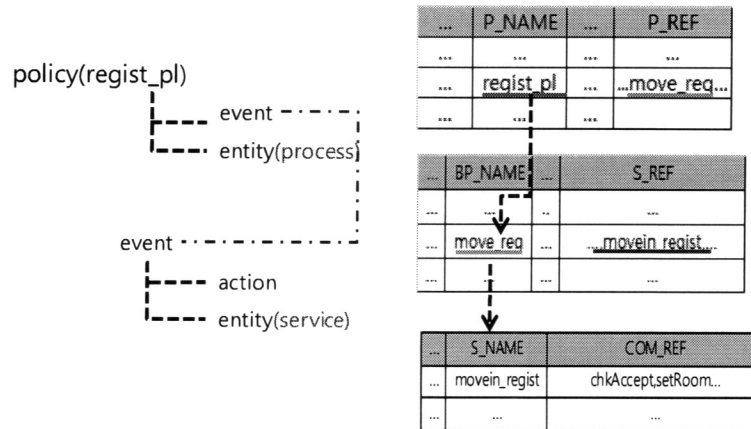 policy(regist_pl)
event
entity(process)
event
action
entity(service)
... P_NAME ... P_REF
... ... ... ...
... regist_pl ... ...move_req...
... ... ...
... BP_NAME ... S_REF
... ... .. ...
... move_req ... ....movein_regist....
... ... ... ...
... S_NAME COM_REF
... movein_regist chkAccept,setRoom...
... ... ...